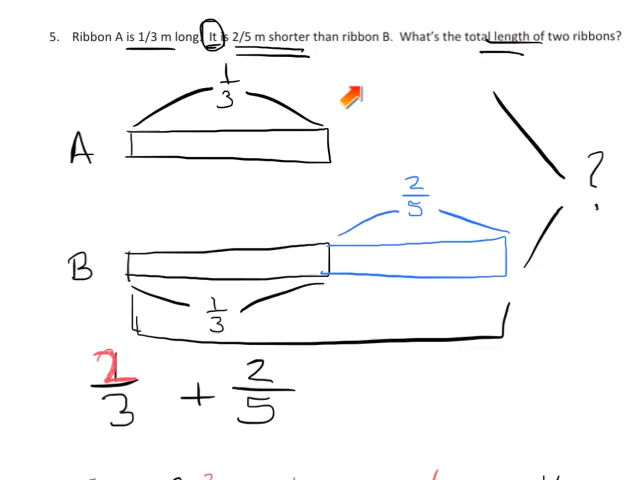 5. Ribbon A is 1/3 m long. It is 2/5 m shorter than ribbon B. What's the total length of two ribbons?
1/3
A
?
2/5
B
1/3
2/3 + 2/5